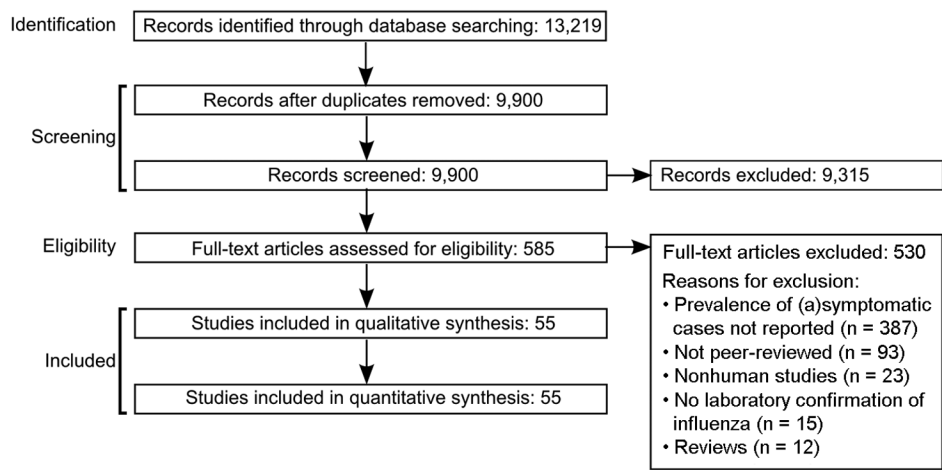 Identification
Records identified through database searching: 13,219
Records after duplicates removed: 9,900
Screening
Records screened: 9,900
Records excluded: 9,315
Eligibility
Full-text articles assessed for eligibility: 585
Full-text articles excluded: 530
Reasons for exclusion:
• Prevalence of (a)symptomatic
cases not reported (n = 387)
• Not peer-reviewed (n = 93)
• Nonhuman studies (n = 23)
• No laboratory confirmation of
influenza (n = 15)
• Reviews (n = 12)
Studies included in qualitative synthesis: 55
Included
Studies included in quantitative synthesis: 55